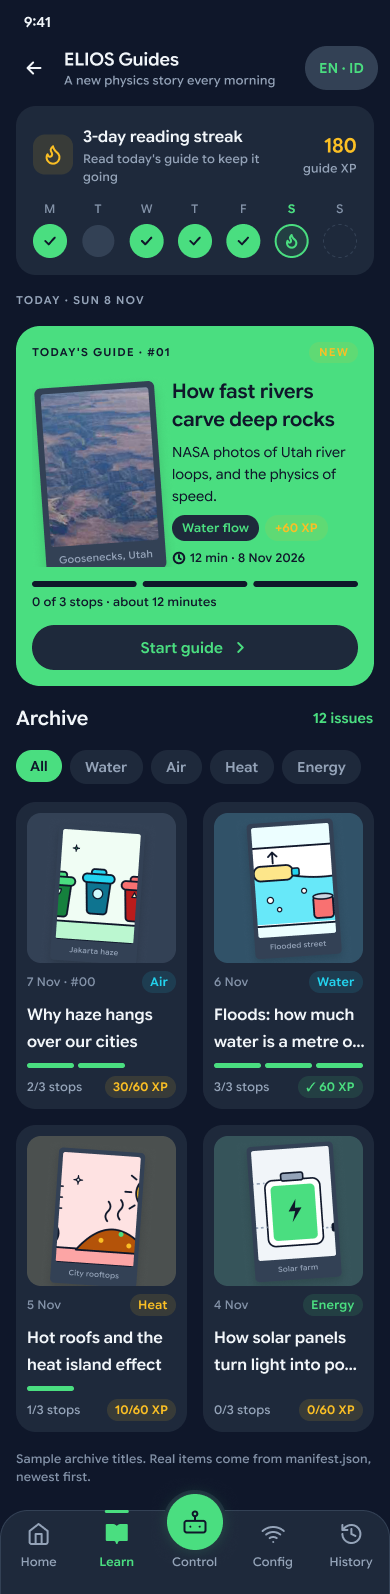 9:41
ELIOS Guides
A new physics story every morning
EN · ID
3-day reading streak
Read today's guide to keep it
going
180
guide XP
M T W T F S S
TODAY · SUN 8 NOV
TODAY'S GUIDE · #01
NEW
How fast rivers
carve deep rocks
NASA photos of Utah river
loops, and the physics of
speed.
Goosenecks, Utah
Water flow
+60 XP
12 min · 8 Nov 2026
0 of 3 stops · about 12 minutes
Start guide
Archive
12 issues
All
Water
Air
Heat
Energy
Jakarta haze
7 Nov · #00
Air
Why haze hangs
over our cities
2/3 stops
30/60 XP
Flooded street
6 Nov
Water
Floods: how much
water is a metre o...
3/3 stops
✓ 60 XP
City rooftops
5 Nov
Heat
Hot roofs and the
heat island effect
1/3 stops
10/60 XP
Solar farm
4 Nov
Energy
How solar panels
turn light into po...
0/3 stops
0/60 XP
Sample archive titles. Real items come from manifest.json,
newest first.
Home
Learn
Control
Config
History